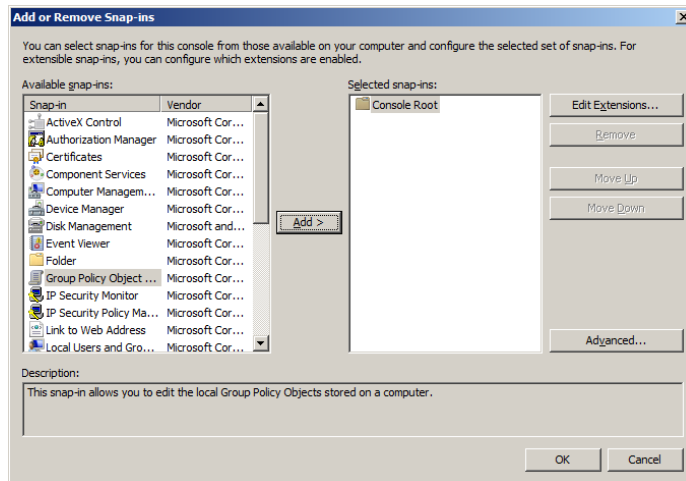 Add or Remove Snap-ins
You can select snap-ins for this console from those available on your computer and configure the selected set of snap-ins. For
extensible snap-ins, you can configure which extensions are enabled.
Available snap-ins:
Selected snap-ins:
Snap-in Vendor
Console Root
Edit Extensions...
ActiveX Control Microsoft Cor...
Authorization Manager Microsoft Cor...
Remove
Certificates Microsoft Cor...
Component Services Microsoft Cor...
Move Up
Computer Managem... Microsoft Cor...
Device Manager Microsoft Cor...
Move Down
Disk Management Microsoft and...
Add >
Event Viewer Microsoft Cor...
Folder Microsoft Cor...
Group Policy Object ... Microsoft Cor...
IP Security Monitor Microsoft Cor...
IP Security Policy Ma... Microsoft Cor...
Link to Web Address Microsoft Cor...
Local Users and Gro... Microsoft Cor...
Advanced...
Description:
This snap-in allows you to edit the local Group Policy Objects stored on a computer.
OK
Cancel